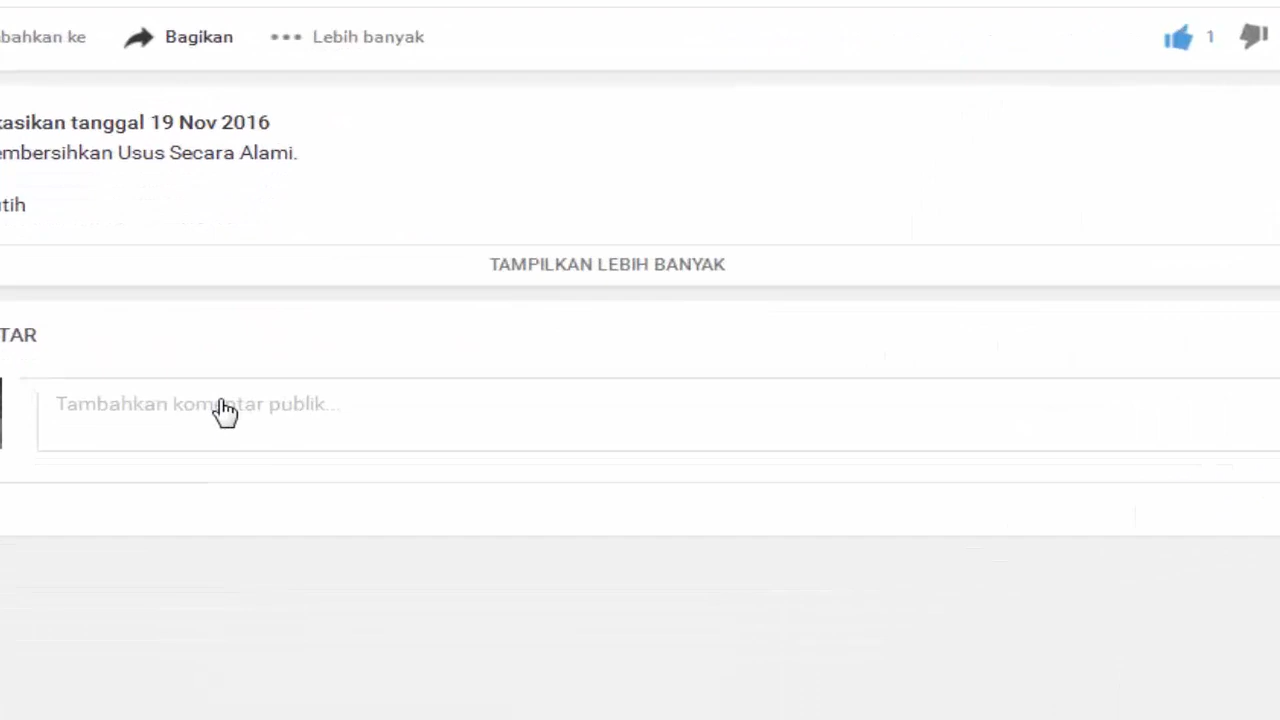 bahkan ke Bagikan Lebih banyak 1
kasikan tanggal 19 Nov 2016
embersihkan Usus Secara Alami.
tih
TAMPILKAN LEBIH BANYAK
TAR
Tambahkan komentar publik...